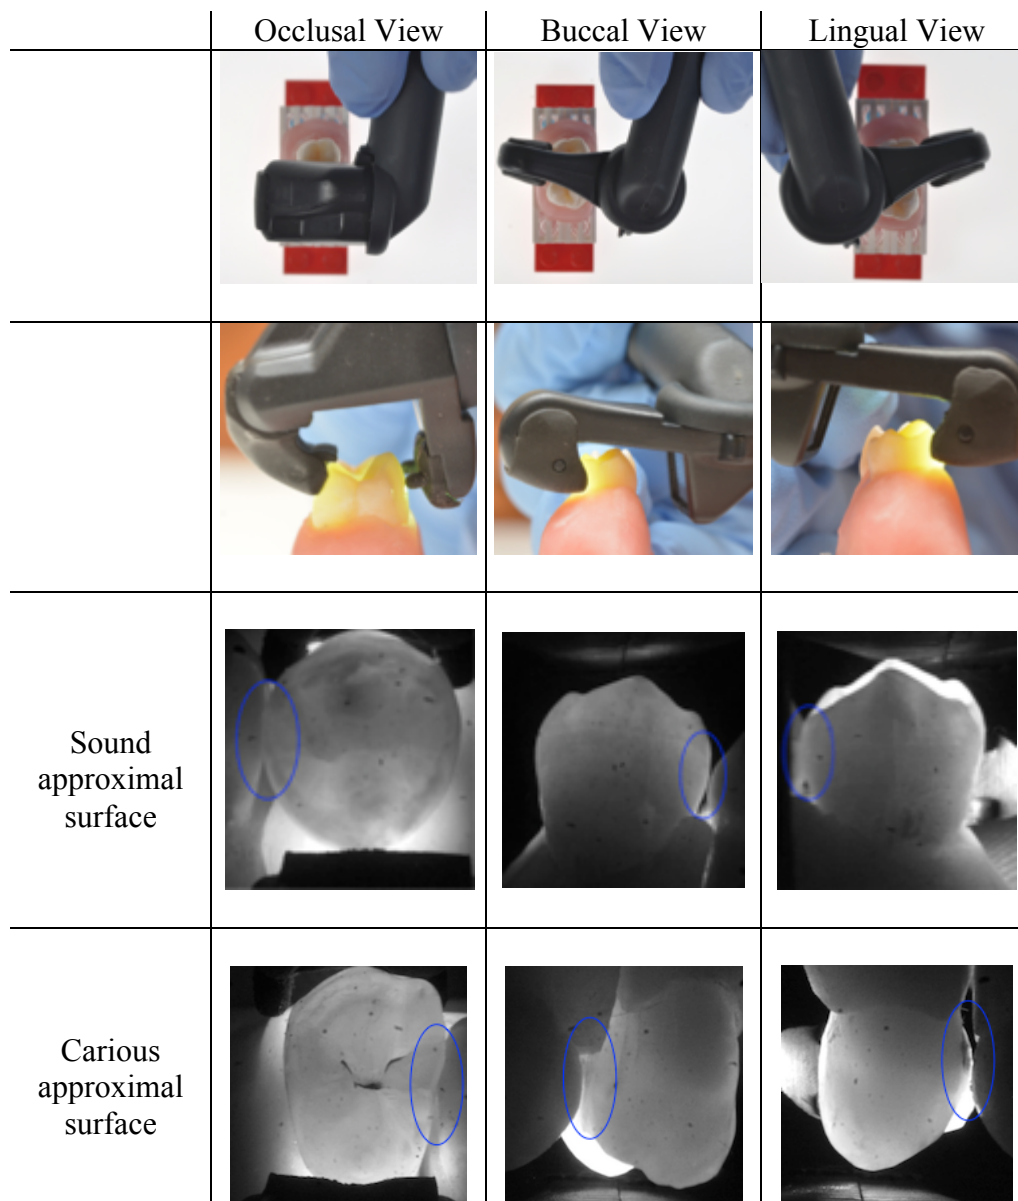 Occlusal View Buccal View Lingual View
Sound
approximal
surface
Carious
approximal
surface